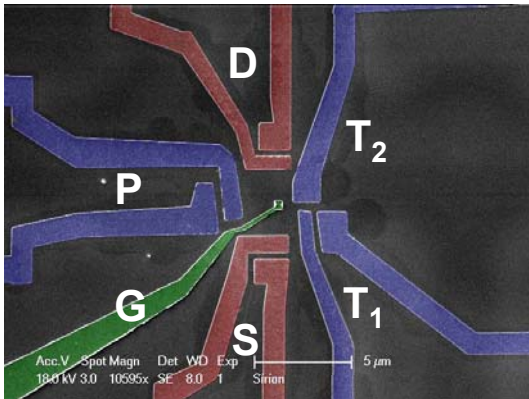 D
T2
P
G
S
T1
Acc.V Spot Magn Det WD Exp 5 µm
18.0 kV 3.0 10595x SE 8.0 1 Sirion